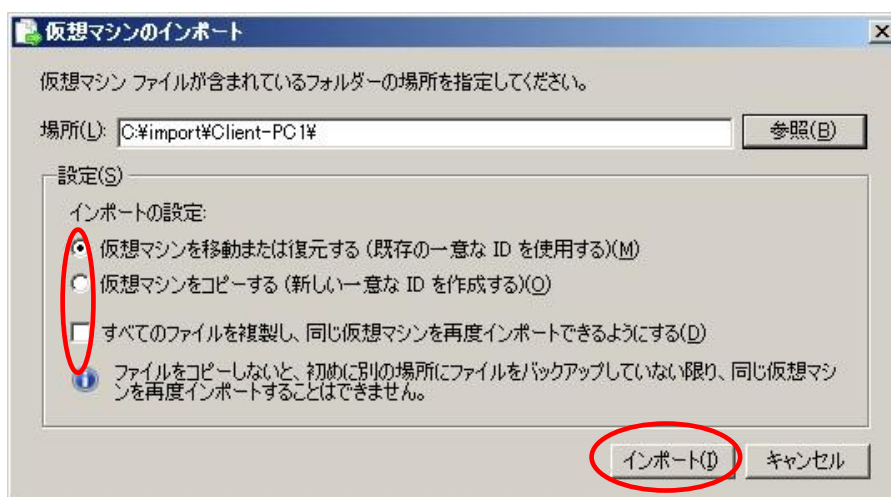 仮想マシンのインポート
仮想マシン ファイルが含まれているフォルダーの場所を指定してください。
場所(L): C:¥import¥Client-PC1¥ 参照(B)
設定(S)
インポートの設定:
仮想マシンを移動または復元する (既存の一意な ID を使用する)(M)
仮想マシンをコピーする (新しい一意な ID を作成する)(O)
すべてのファイルを複製し、同じ仮想マシンを再度インポートできるようにする(D)
ファイルをコピーしないと、初めに別の場所にファイルをバックアップしていない限り、同じ仮想マシ
ンを再度インポートすることはできません。
インポート(I) キャンセル